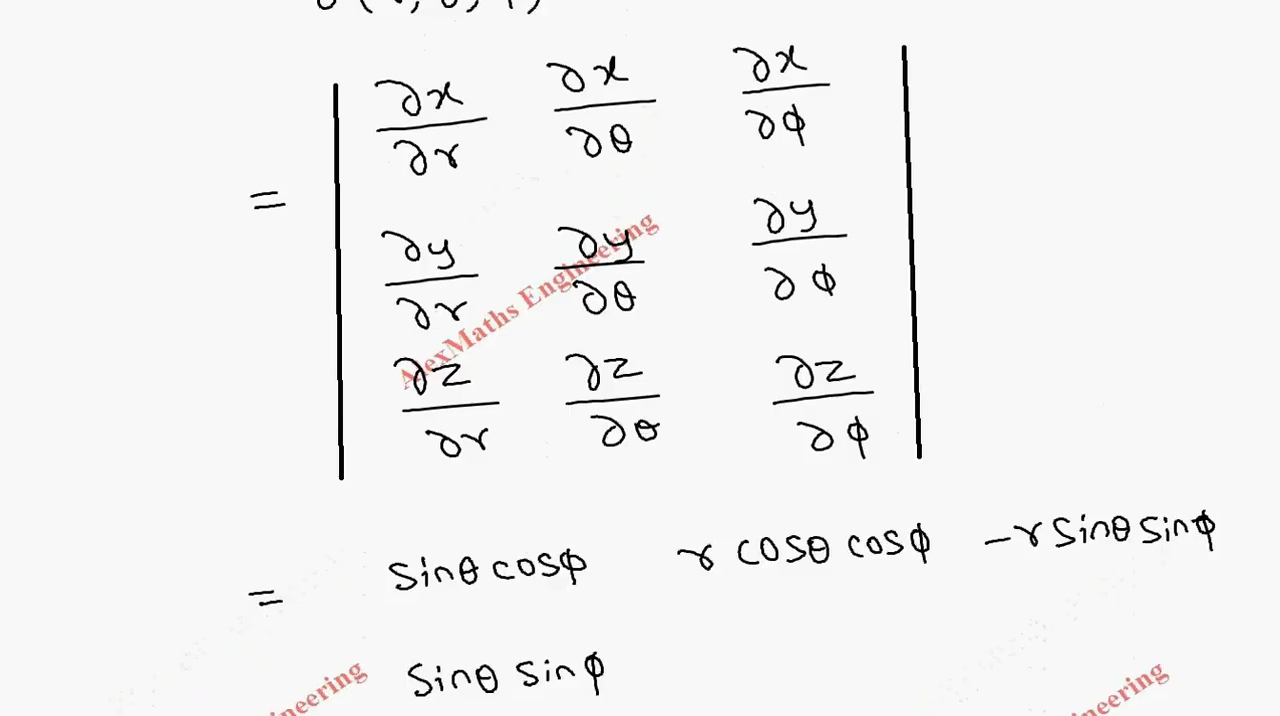 ∂x/∂r ∂x/∂θ ∂x/∂ϕ
= ∂y/∂r ∂y/∂θ ∂y/∂ϕ
∂z/∂r ∂z/∂θ ∂z/∂ϕ
AlexMaths Engineering
= sinθ cosϕ r cosθ cosϕ -r sinθ sinϕ
sinθ sinϕ